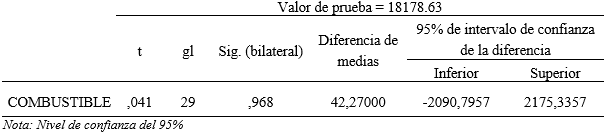 Valor de prueba = 18178.63
t gl Sig. (bilateral) Diferencia de medias 95% de intervalo de confianza de la diferencia
Inferior Superior
COMBUSTIBLE ,041 29 ,968 42,27000 -2090,7957 2175,3357
Nota: Nivel de confianza del 95%